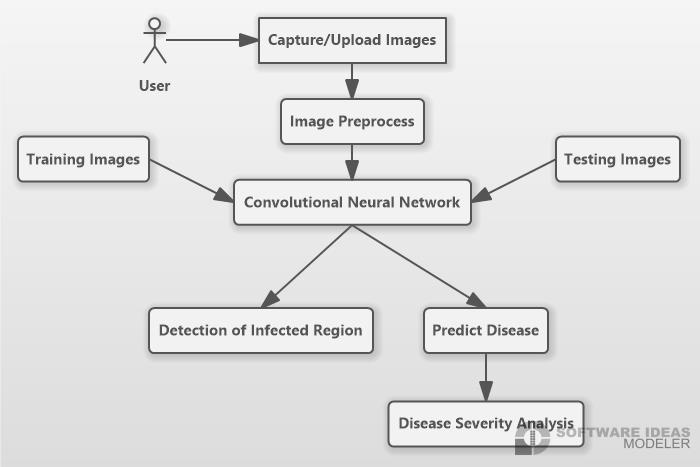 Capture/Upload Images
User
Image Preprocess
Training Images
Testing Images
Convolutional Neural Network
Detection of Infected Region
Predict Disease
Disease Severity Analysis
SOFTWARE IDEAS
MODELER